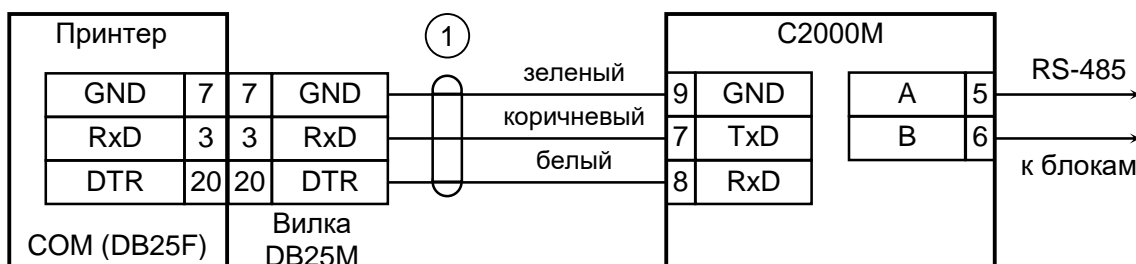 Принтер
1
С2000М
GND 7 7 GND
зеленый
9 GND
A 5
RS-485
RxD 3 3 RxD
коричневый
7 TxD
B 6
DTR 20 20 DTR
белый
8 RxD
к блокам
COM (DB25F)
Вилка
DB25M